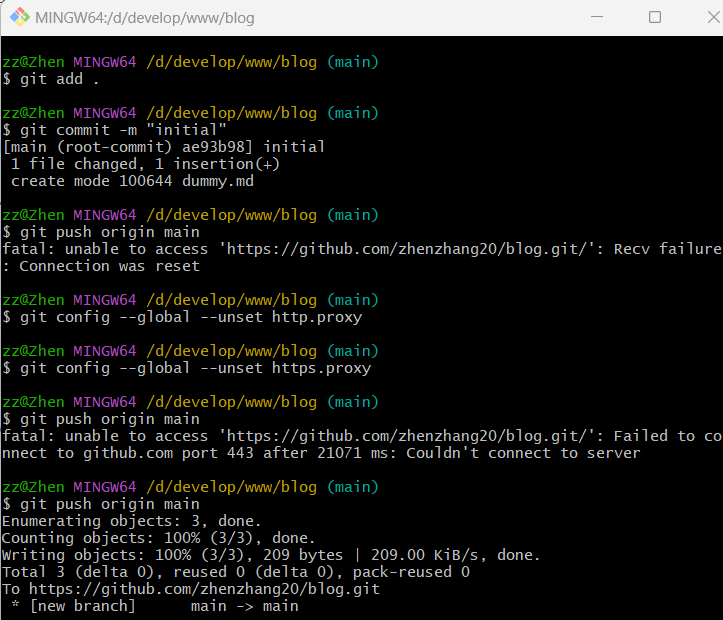 MINGW64:/d/develop/www/blog
zz@Zhen MINGW64 /d/develop/www/blog (main)
$ git add .
zz@Zhen MINGW64 /d/develop/www/blog (main)
$ git commit -m "initial"
[main (root-commit) ae93b98] initial
 1 file changed, 1 insertion(+)
 create mode 100644 dummy.md
zz@Zhen MINGW64 /d/develop/www/blog (main)
$ git push origin main
fatal: unable to access 'https://github.com/zhenzhang20/blog.git/': Recv failure
: Connection was reset
zz@Zhen MINGW64 /d/develop/www/blog (main)
$ git config --global --unset http.proxy
zz@Zhen MINGW64 /d/develop/www/blog (main)
$ git config --global --unset https.proxy
zz@Zhen MINGW64 /d/develop/www/blog (main)
$ git push origin main
fatal: unable to access 'https://github.com/zhenzhang20/blog.git/': Failed to co
nnect to github.com port 443 after 21071 ms: Couldn't connect to server
zz@Zhen MINGW64 /d/develop/www/blog (main)
$ git push origin main
Enumerating objects: 3, done.
Counting objects: 100% (3/3), done.
Writing objects: 100% (3/3), 209 bytes | 209.00 KiB/s, done.
Total 3 (delta 0), reused 0 (delta 0), pack-reused 0
To https://github.com/zhenzhang20/blog.git
 * [new branch]      main -> main